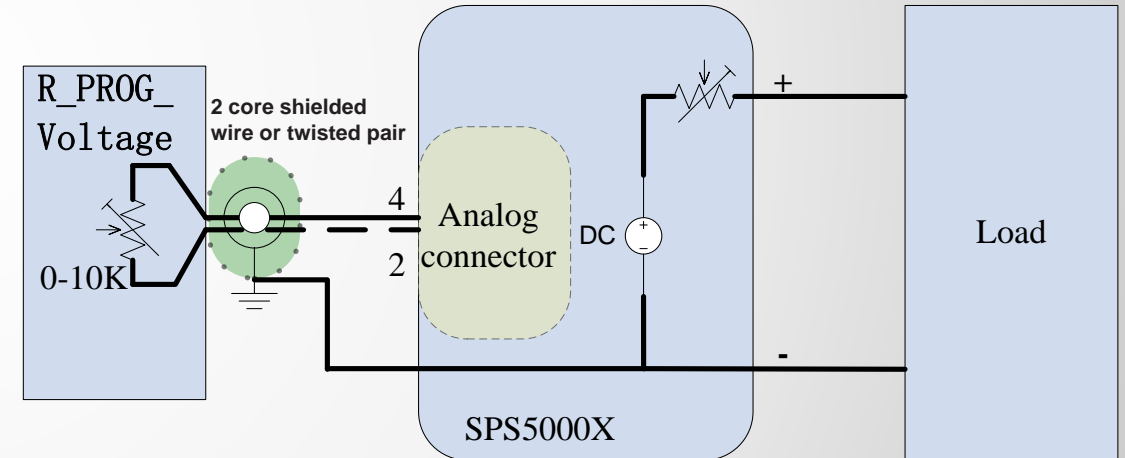 R_PROG_
Voltage
0-10K
2 core shielded
wire or twisted pair
4
2
Analog
connector
DC
+
-
+
-
SPS5000X
Load